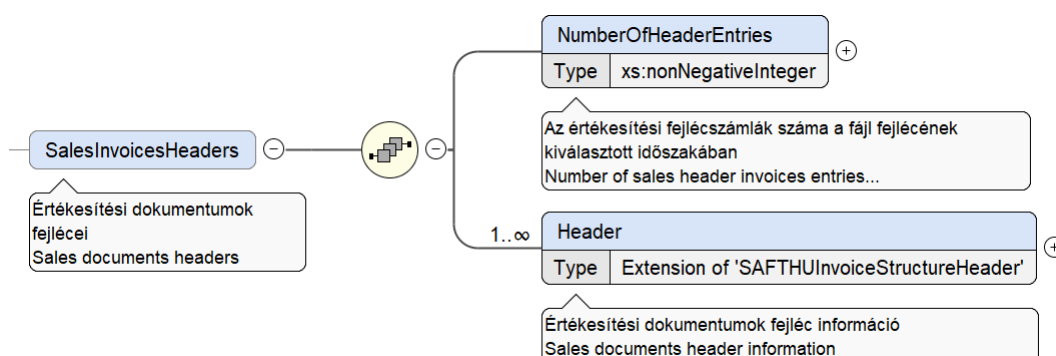 NumberOfHeaderEntries
Type xs:nonNegativeInteger
Az értékesítési fejlécszámlák száma a fájl fejlécének
kiválasztott időszakában
Number of sales header invoices entries...
SalesInvoicesHeaders
Értékesítési dokumentumok
fejlécei
Sales documents headers
1..∞
Header
Type Extension of 'SAFTHUInvoiceStructureHeader'
Értékesítési dokumentumok fejléc információ
Sales documents header information